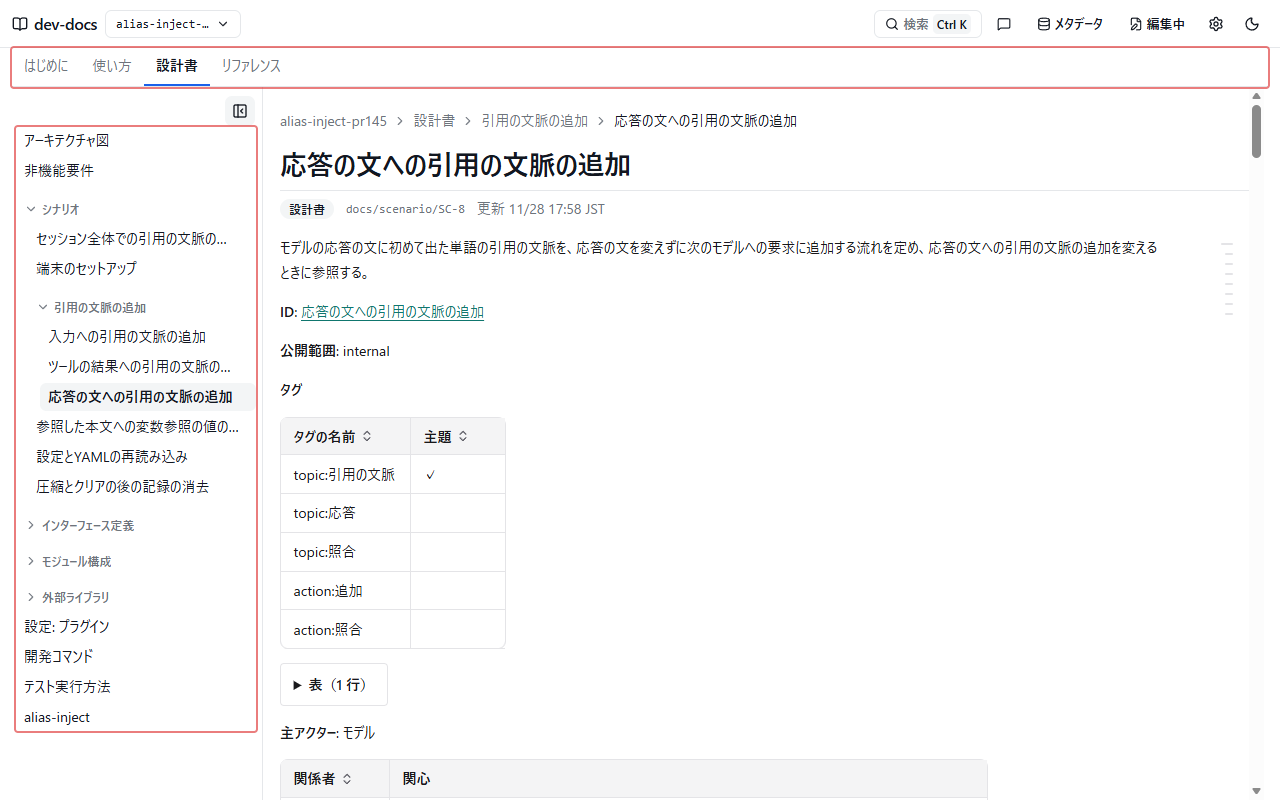 dev-docs
alias-inject-…
検索 Ctrl K
メタデータ
編集中
はじめに
使い方
設計書
リファレンス
アーキテクチャ図
非機能要件
シナリオ
セッション全体での引用の文脈の…
端末のセットアップ
引用の文脈の追加
入力への引用の文脈の追加
ツールの結果への引用の文脈の…
応答の文への引用の文脈の追加
参照した本文への変数参照の値の…
設定とYAMLの再読み込み
圧縮とクリアの後の記録の消去
インターフェース定義
モジュール構成
外部ライブラリ
設定: プラグイン
開発コマンド
テスト実行方法
alias-inject
alias-inject-pr145 > 設計書 > 引用の文脈の追加 > 応答の文への引用の文脈の追加
応答の文への引用の文脈の追加
設計書 docs/scenario/SC-8 更新 11/28 17:58 JST
モデルの応答の文に初めて出た単語の引用の文脈を、応答の文を変えずに次のモデルへの要求に追加する流れを定め、応答の文への引用の文脈の追加を変える
ときに参照する。
ID: 応答の文への引用の文脈の追加
公開範囲: internal
タグ
タグの名前 主題
topic:引用の文脈 ✓
topic:応答
topic:照合
action:追加
action:照合
▶ 表（1 行）
主アクター: モデル
関係者 関心